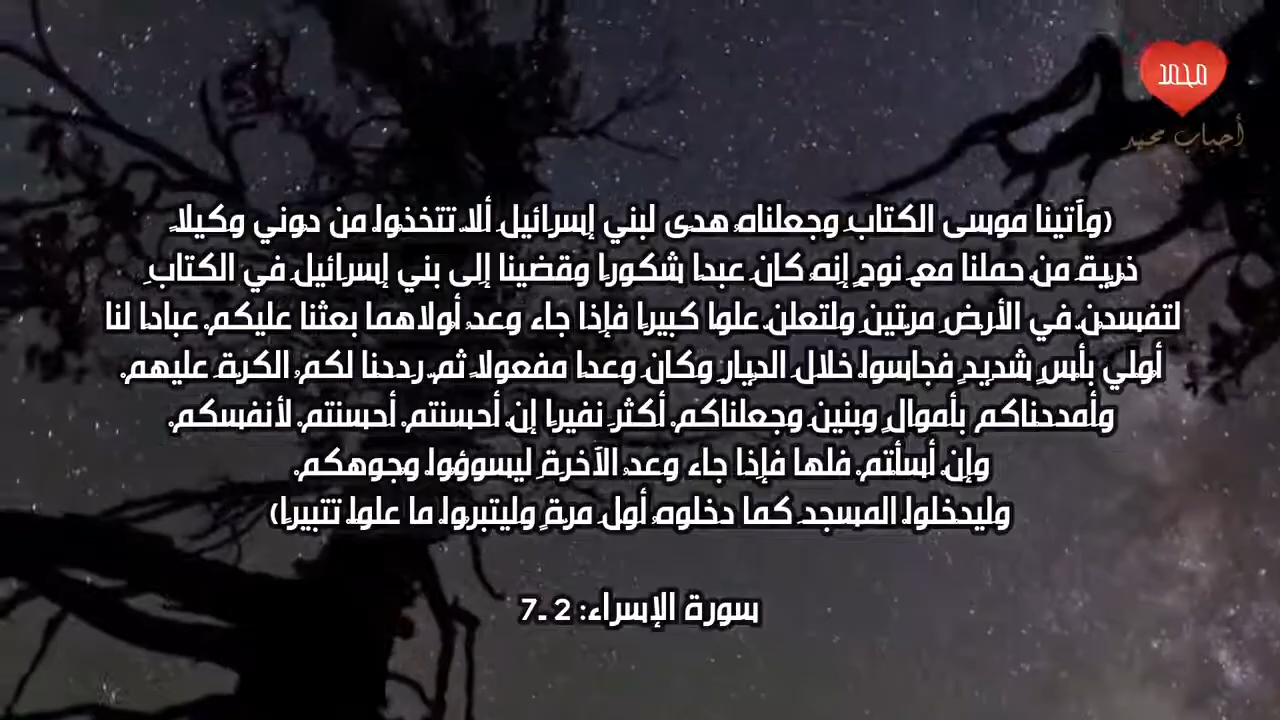 محمد
أحباب محمد
(وآتينا موسى الكتاب وجعلناه هدى لبني إسرائيل ألا تتخذوا من دوني وكيلا
ذرية من حملنا مع نوح إنه كان عبدا شكورا وقضينا إلى بني إسرائيل في الكتاب
لتفسدن في الأرض مرتين ولتعلن علوا كبيرا فإذا جاء وعد أولاهما بعثنا عليكم عبادا لنا
أولي بأس شديد فجاسوا خلال الديار وكان وعدا مفعولا ثم رددنا لكم الكرة عليهم
وأمددناكم بأموال وبنين وجعلناكم أكثر نفيرا إن أحسنتم أحسنتم لأنفسكم
وإن أسأتم فلها فإذا جاء وعد الآخرة ليسوؤوا وجوهكم
وليدخلوا المسجد كما دخلوه أول مرة وليتبروا ما علوا تتبيرا)
سورة الإسراء: 2 ـ7